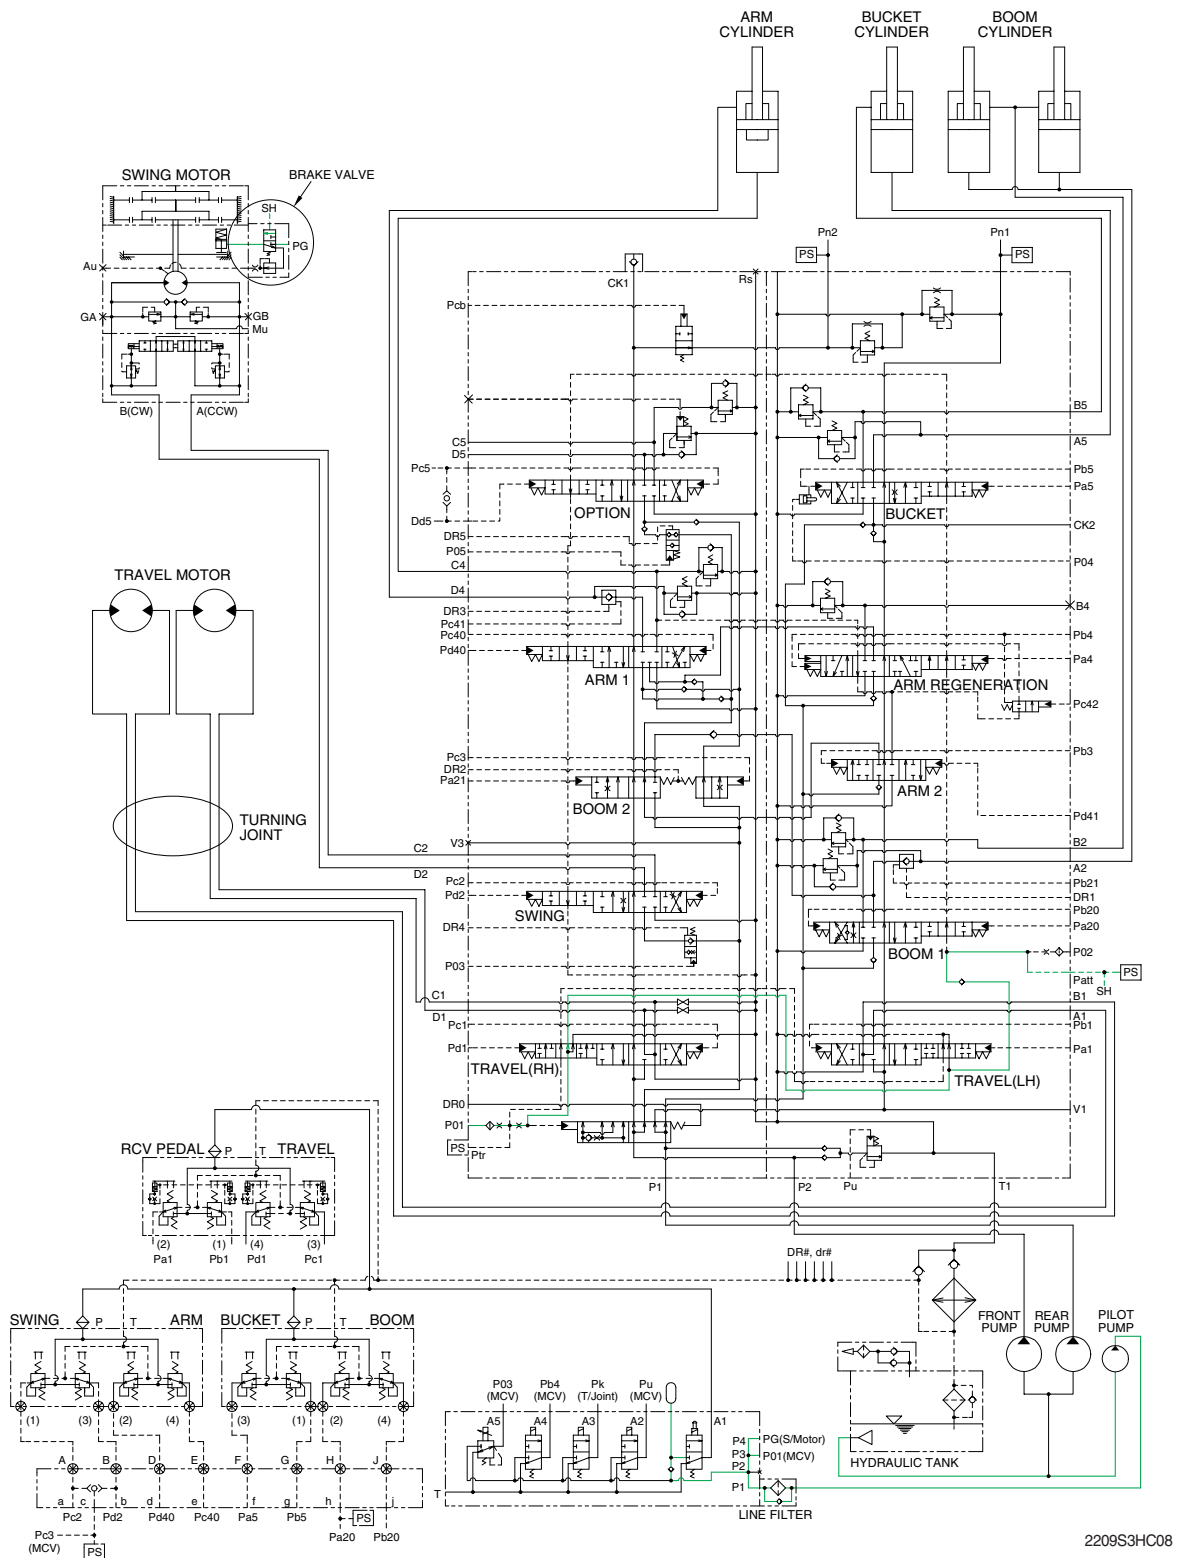 ARM
CYLINDER
BUCKET
CYLINDER
BOOM
CYLINDER
SWING MOTOR
BRAKE VALVE
SH
PG
Au
GA
GB
Mu
B(CW)
A(CCW)
Pn2
Pn1
PS
PS
CK1
Rs
Pcb
B5
A5
C5
D5
Pc5
Pb5
Pa5
OPTION
BUCKET
Dd5
CK2
DR5
P05
C4
P04
D4
B4
DR3
Pc41
Pc40
Pb4
Pd40
Pa4
ARM 1
ARM REGENERATION
Pc42
TRAVEL MOTOR
TURNING
JOINT
Pc3
DR2
Pa21
BOOM 2
Pb3
ARM 2
Pd41
V3
B2
C2
A2
D2
Pc2
Pd2
Pb21
DR1
SWING
Pb20
DR4
Pa20
BOOM 1
P03
P02
PS
Patt
SH
C1
B1
D1
A1
Pc1
Pb1
Pd1
Pa1
TRAVEL(RH)
TRAVEL(LH)
DR0
V1
P01
PS
Ptr
P1
P2
Pu
T1
RCV PEDAL
P
T
TRAVEL
(2)
(1)
(4)
(3)
Pa1
Pb1
Pd1
Pc1
DR#, dr#
SWING
P
T
ARM
BUCKET
P
T
BOOM
FRONT
PUMP
REAR
PUMP
PILOT
PUMP
(1)
(3)
(2)
(4)
(3)
(1)
(2)
(4)
P03
(MCV)
Pb4
(MCV)
Pk
(T/Joint)
Pu
(MCV)
A5
A4
A3
A2
A1
P4
PG(S/Motor)
P3
P01(MCV)
P2
P1
T
LINE FILTER
HYDRAULIC TANK
A
B
D
E
F
G
H
J
a
c
b
d
e
f
g
h
i
Pc2
Pd2
Pd40
Pc40
Pa5
Pb5
PS
Pa20
Pb20
Pc3
(MCV)
PS
2209S3HC08